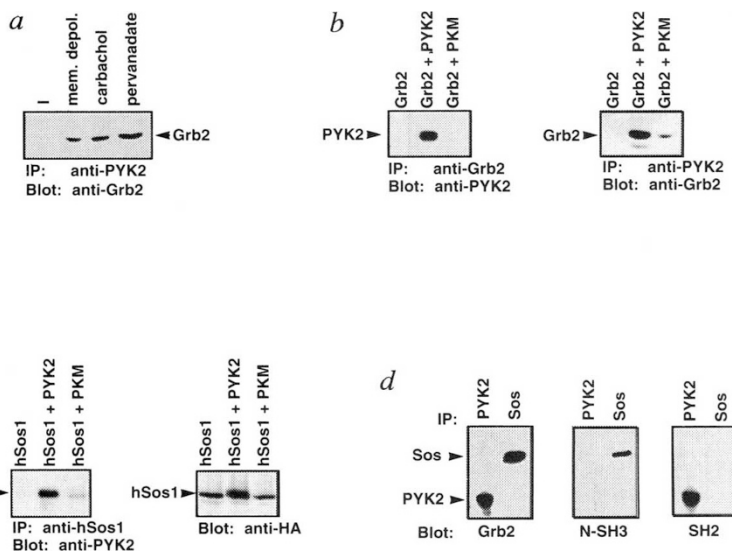 a
I
mem. depol.
carbachol
pervanadate
Grb2
IP: anti-PYK2
Blot: anti-Grb2
b
Grb2
Grb2 + PYK2
Grb2 + PKM
PYK2
IP: anti-Grb2
Blot: anti-PYK2
Grb2
Grb2 + PYK2
Grb2 + PKM
Grb2
IP: anti-PYK2
Blot: anti-Grb2
hSos1
hSos1 + PYK2
hSos1 + PKM
IP: anti-hSos1
Blot: anti-PYK2
hSos1
hSos1 + PYK2
hSos1 + PKM
hSos1
Blot: anti-HA
d
IP:
PYK2
Sos
PYK2
Sos
PYK2
Sos
Sos
PYK2
Blot: Grb2 N-SH3 SH2